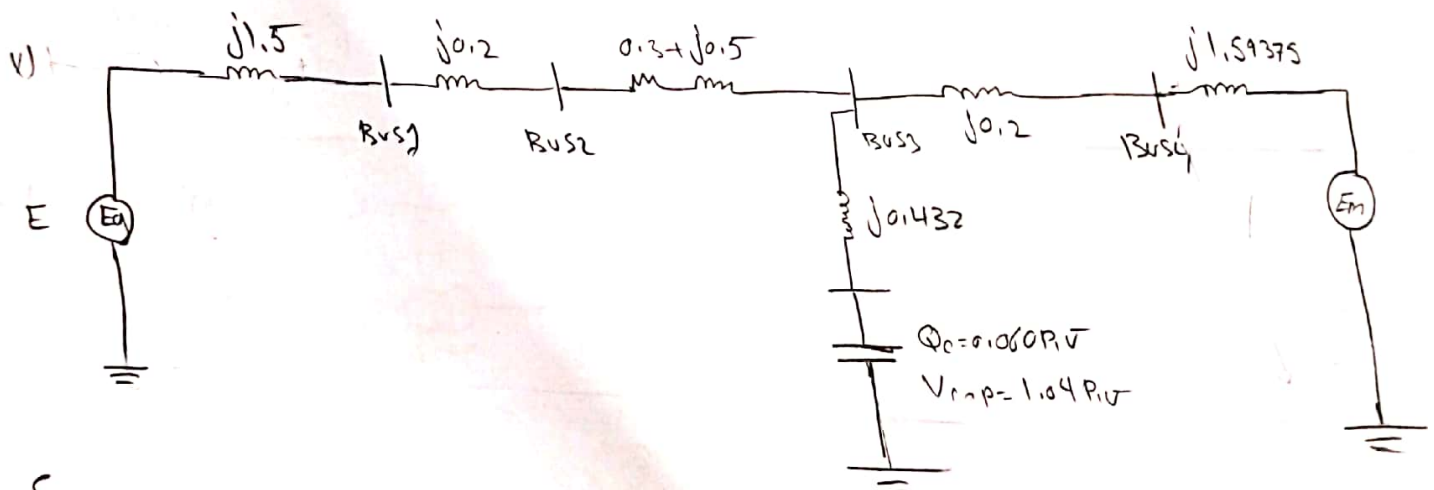 v)
j1.5
j0.2
0.3+j0.5
j1.59375
Bus1
Bus2
Bus3
j0.2
Bus4
E
Eg
j0.432
Em
Qc=0.060P.U
Vcap=1.04P.U